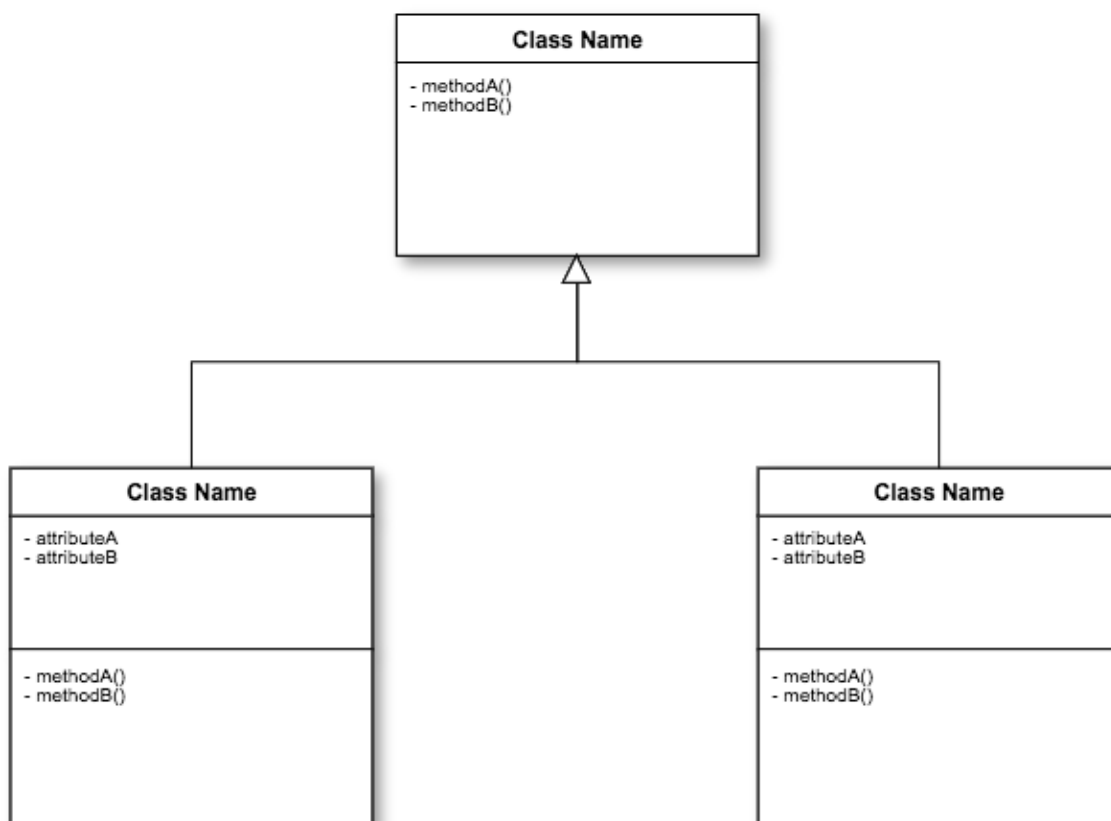 Class Name
- methodA()
- methodB()
Class Name
- attributeA
- attributeB
- methodA()
- methodB()
Class Name
- attributeA
- attributeB
- methodA()
- methodB()